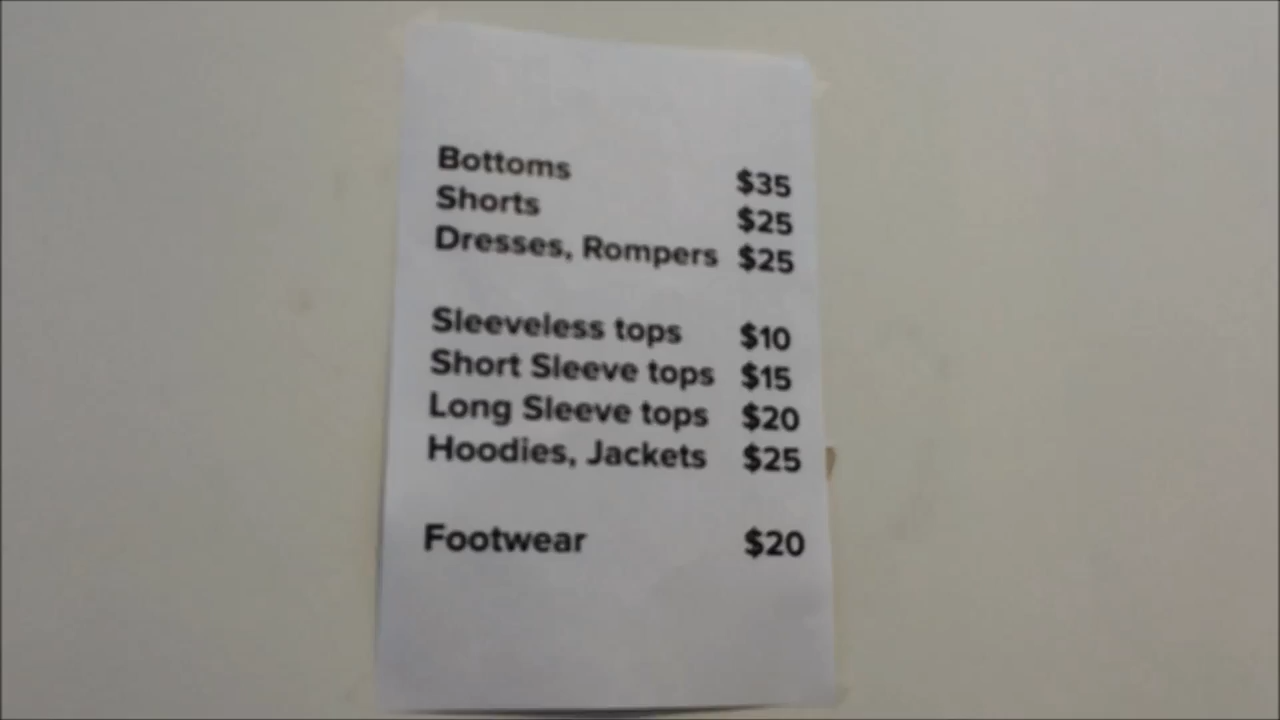 Bottoms $35
Shorts $25
Dresses, Rompers $25
Sleeveless tops $10
Short Sleeve tops $15
Long Sleeve tops $20
Hoodies, Jackets $25
Footwear $20